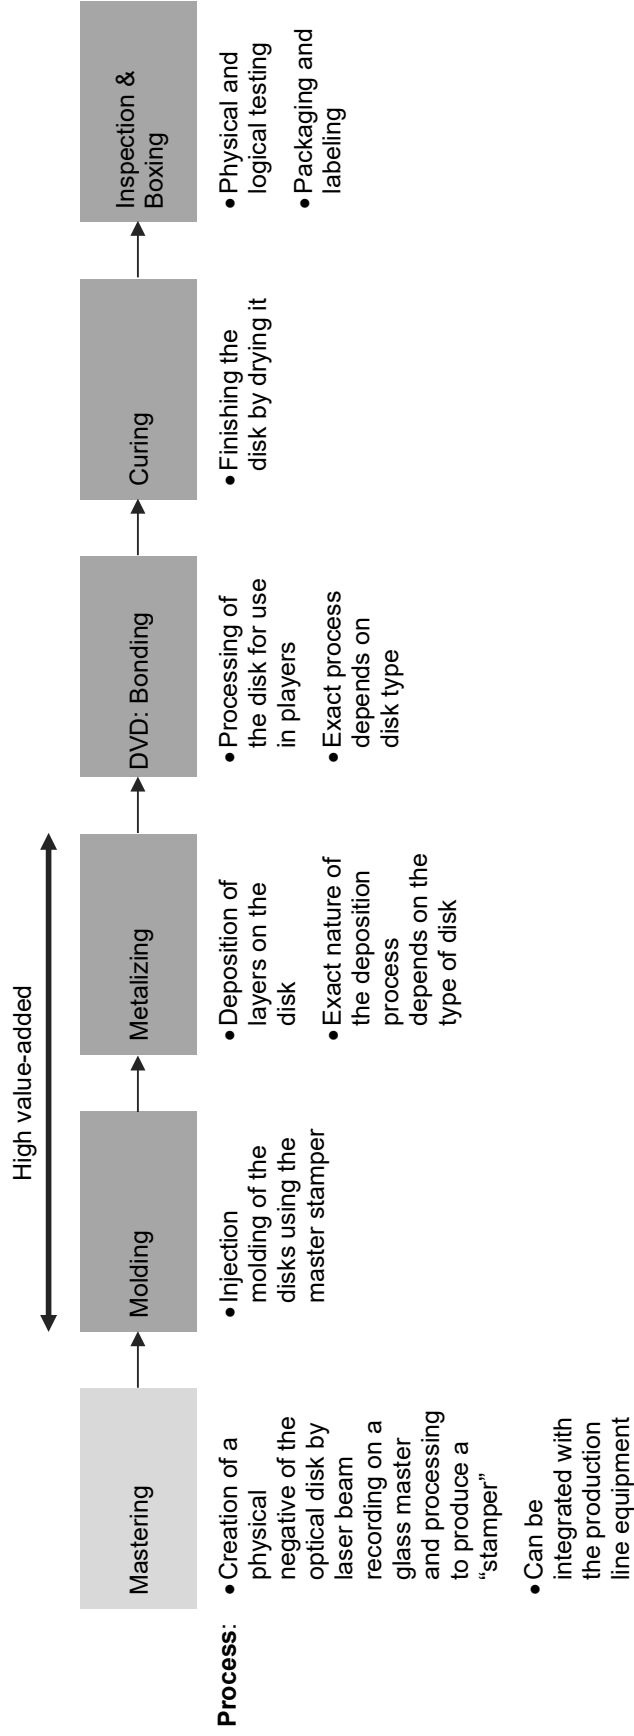 High value-added
Mastering
Molding
Metalizing
DVD: Bonding
Curing
Inspection &
Boxing
Process:
•Creation of a
physical
negative of the
optical disk by
laser beam
recording on a
glass master
and processing
to produce a
“stamper”
•Can be
integrated with
the production
line equipment
•Injection
molding of the
disks using the
master stamper
•Deposition of
layers on the
disk
•Exact nature of
the deposition
process
depends on the
type of disk
•Processing of
the disk for use
in players
•Exact process
depends on
disk type
•Finishing the
disk by drying it
•Physical and
logical testing
•Packaging and
labeling